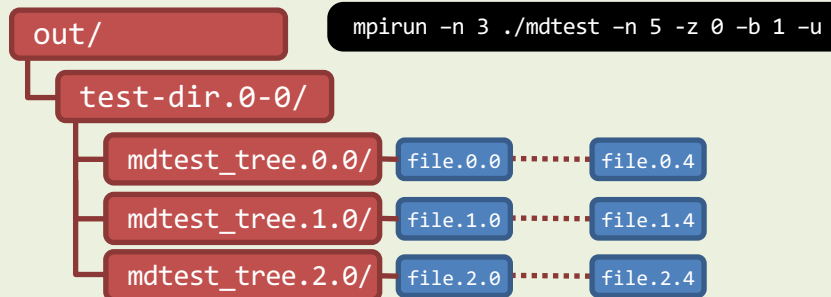 out/
mpirun –n 3 ./mdtest –n 5 -z 0 –b 1 –u
test-dir.0-0/
mdtest_tree.0.0/ file.0.0 file.0.4
mdtest_tree.1.0/ file.1.0 file.1.4
mdtest_tree.2.0/ file.2.0 file.2.4